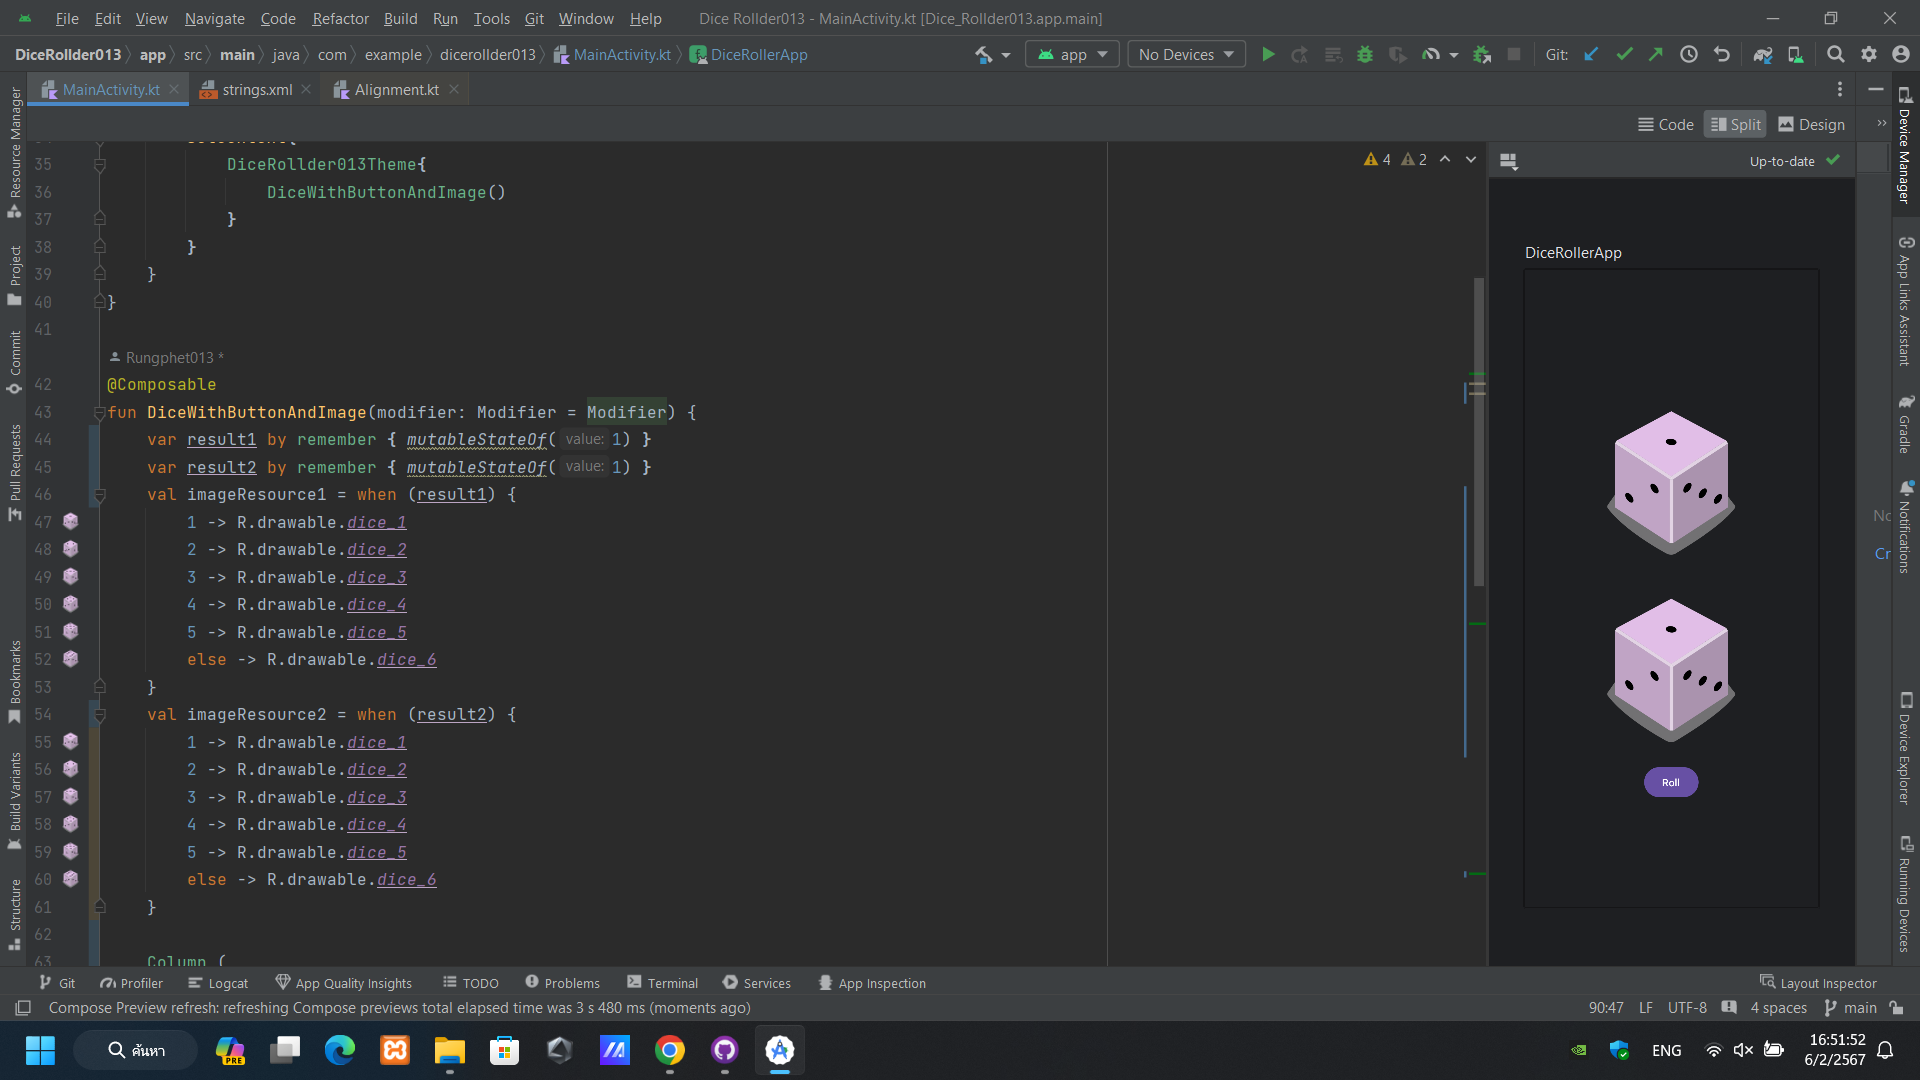 File Edit View Navigate Code Refactor Build Run Tools Git Window Help Dice Rollder013 - MainActivity.kt [Dice_Rollder013.app.main]
DiceRollder013 app src main java com example dicerollder013 MainActivity.kt DiceRollerApp app No Devices Git:
MainActivity.kt strings.xml Alignment.kt
Code Split Design
4 2 Up-to-date
35 DiceRollder013Theme{
36 DiceWithButtonAndImage()
37 }
38 }
39 }
40 }
41
Rungphet013 *
42 @Composable
43 fun DiceWithButtonAndImage(modifier: Modifier = Modifier) {
44 var result1 by remember { mutableStateOf( value: 1) }
45 var result2 by remember { mutableStateOf( value: 1) }
46 val imageResource1 = when (result1) {
47 1 -> R.drawable.dice_1
48 2 -> R.drawable.dice_2
49 3 -> R.drawable.dice_3
50 4 -> R.drawable.dice_4
51 5 -> R.drawable.dice_5
52 else -> R.drawable.dice_6
53 }
54 val imageResource2 = when (result2) {
55 1 -> R.drawable.dice_1
56 2 -> R.drawable.dice_2
57 3 -> R.drawable.dice_3
58 4 -> R.drawable.dice_4
59 5 -> R.drawable.dice_5
60 else -> R.drawable.dice_6
61 }
62
63 Column (
DiceRollerApp
Roll
No
Cr
Resource Manager
Project
Commit
Pull Requests
Bookmarks
Build Variants
Structure
Device Manager
App Links Assistant
Gradle
Notifications
Device Explorer
Running Devices
Git Profiler Logcat App Quality Insights TODO Problems Terminal Services App Inspection Layout Inspector
Compose Preview refresh: refreshing Compose previews total elapsed time was 3 s 480 ms (moments ago) 90:47 LF UTF-8 4 spaces main
ค้นหา PRE ENG 16:51:52
6/2/2567